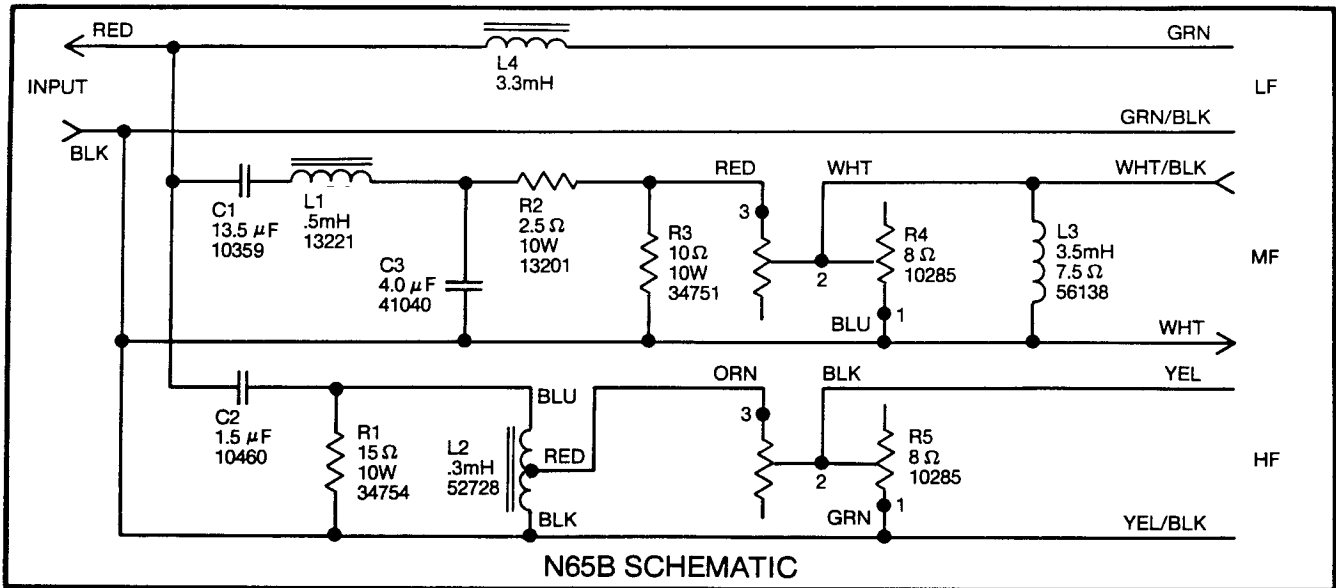 RED
GRN
L4
3.3mH
INPUT
LF
GRN/BLK
BLK
RED
WHT
WHT/BLK
C1
13.5 µF
10359
L1
.5mH
13221
R2
2.5 Ω
10W
13201
3
R3
10Ω
10W
34751
R4
8 Ω
10285
L3
3.5mH
7.5 Ω
56138
MF
C3
4.0 µF
41040
2
BLU
1
WHT
ORN
BLK
YEL
C2
1.5 µF
10460
BLU
3
R1
15 Ω
10W
34754
L2
.3mH
52728
RED
R5
8 Ω
10285
HF
2
BLK
GRN
1
YEL/BLK
N65B SCHEMATIC